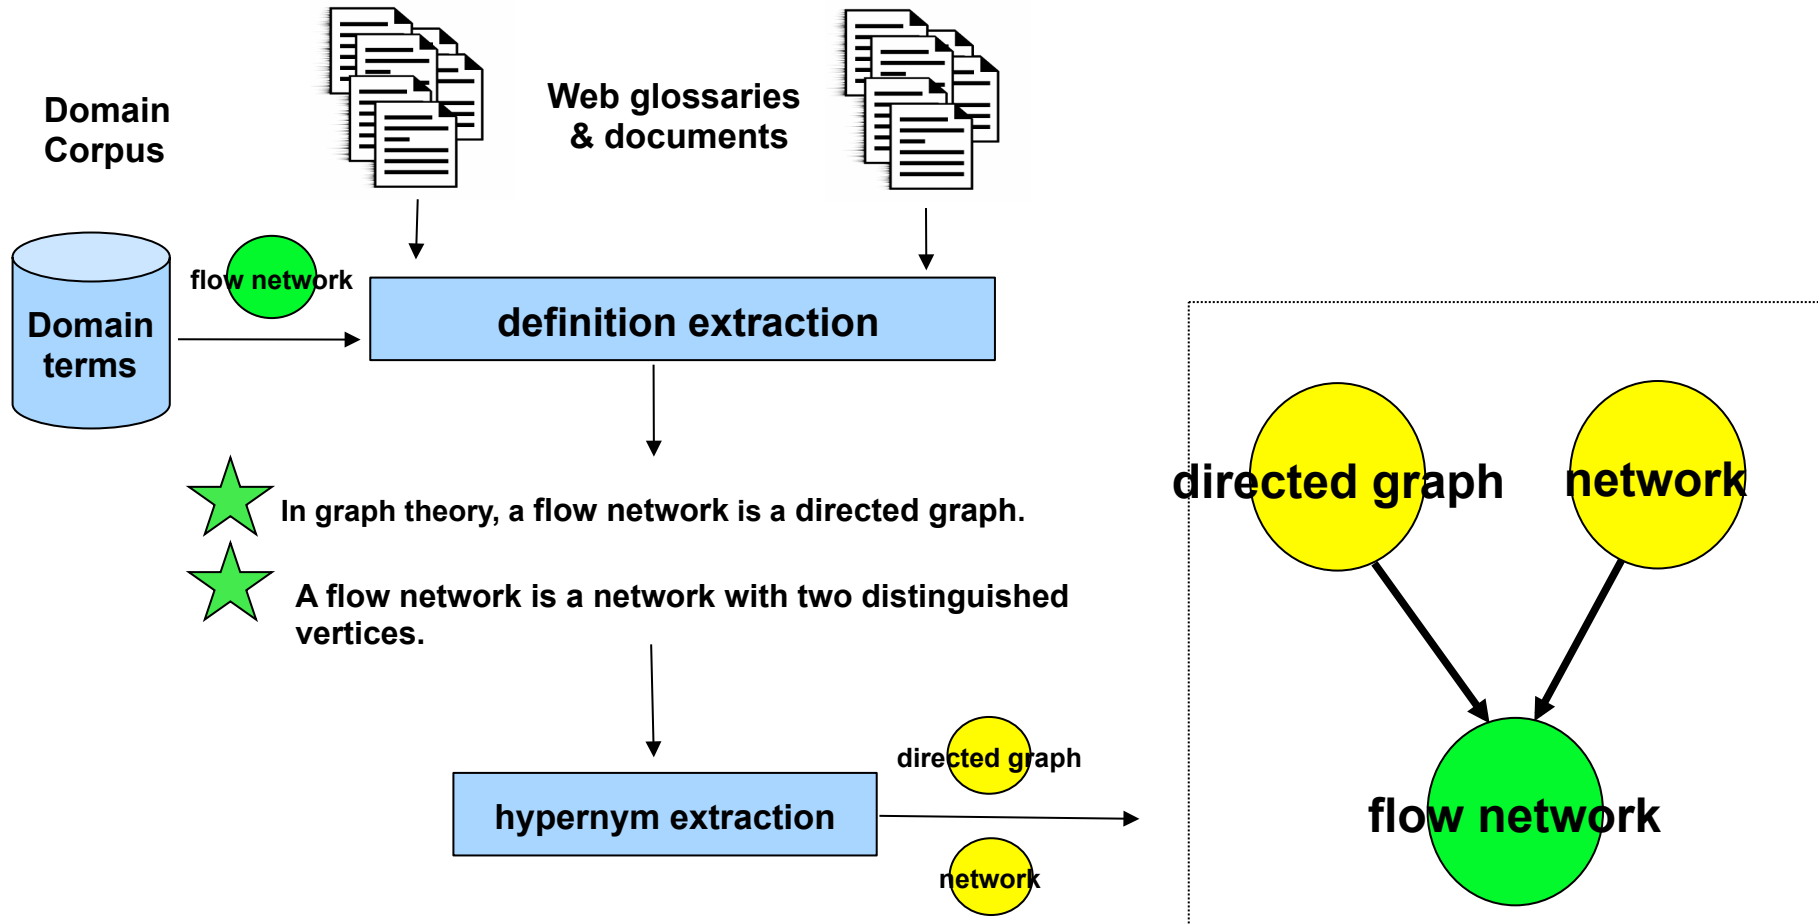 Domain
Corpus
Web glossaries
& documents
flow network
Domain
terms
definition extraction
In graph theory, a flow network is a directed graph.
A flow network is a network with two distinguished
vertices.
hypernym extraction
directed graph
network
directed graph
network
flow network